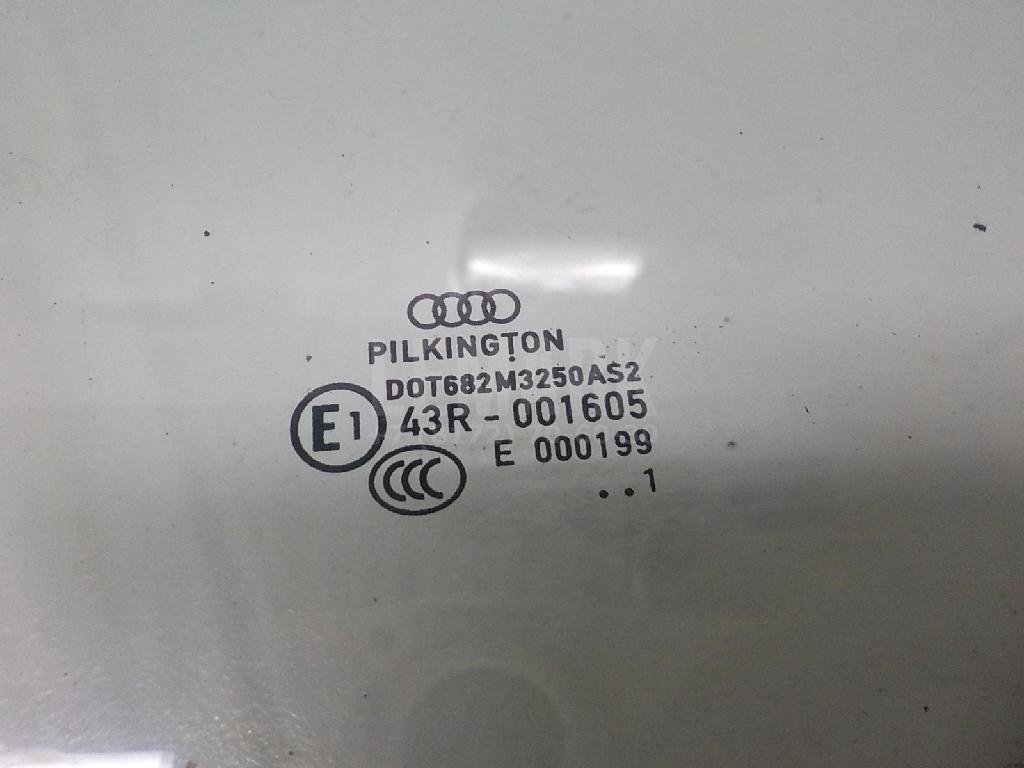 PILKINGTON
DOT682M3250AS2
E1 43R - 001605
CCC E 000199
..1